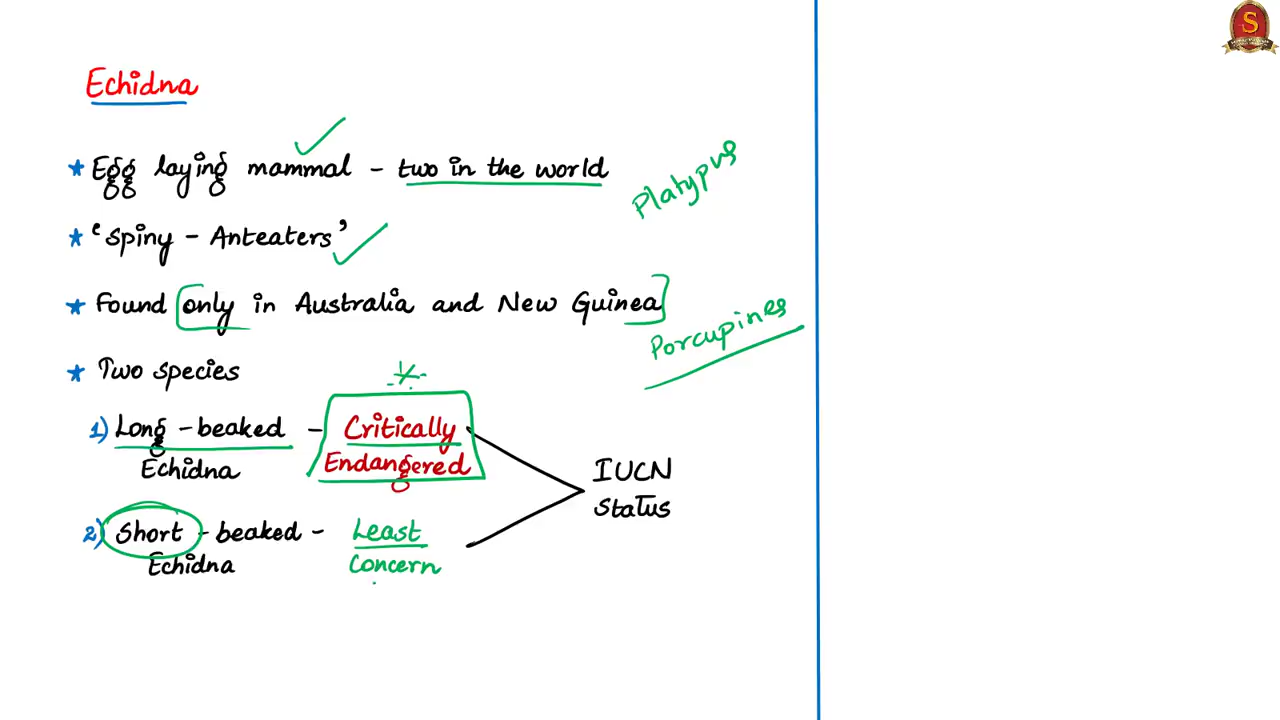 Echidna
* Egg laying mammal - two in the world
Platypus
* 'Spiny - Anteaters'
* Found only in Australia and New Guinea
Porcupines
* Two species
1) Long - beaked - Critically
Echidna Endangered
IUCN
Status
2) Short - beaked - Least
Echidna Concern
S